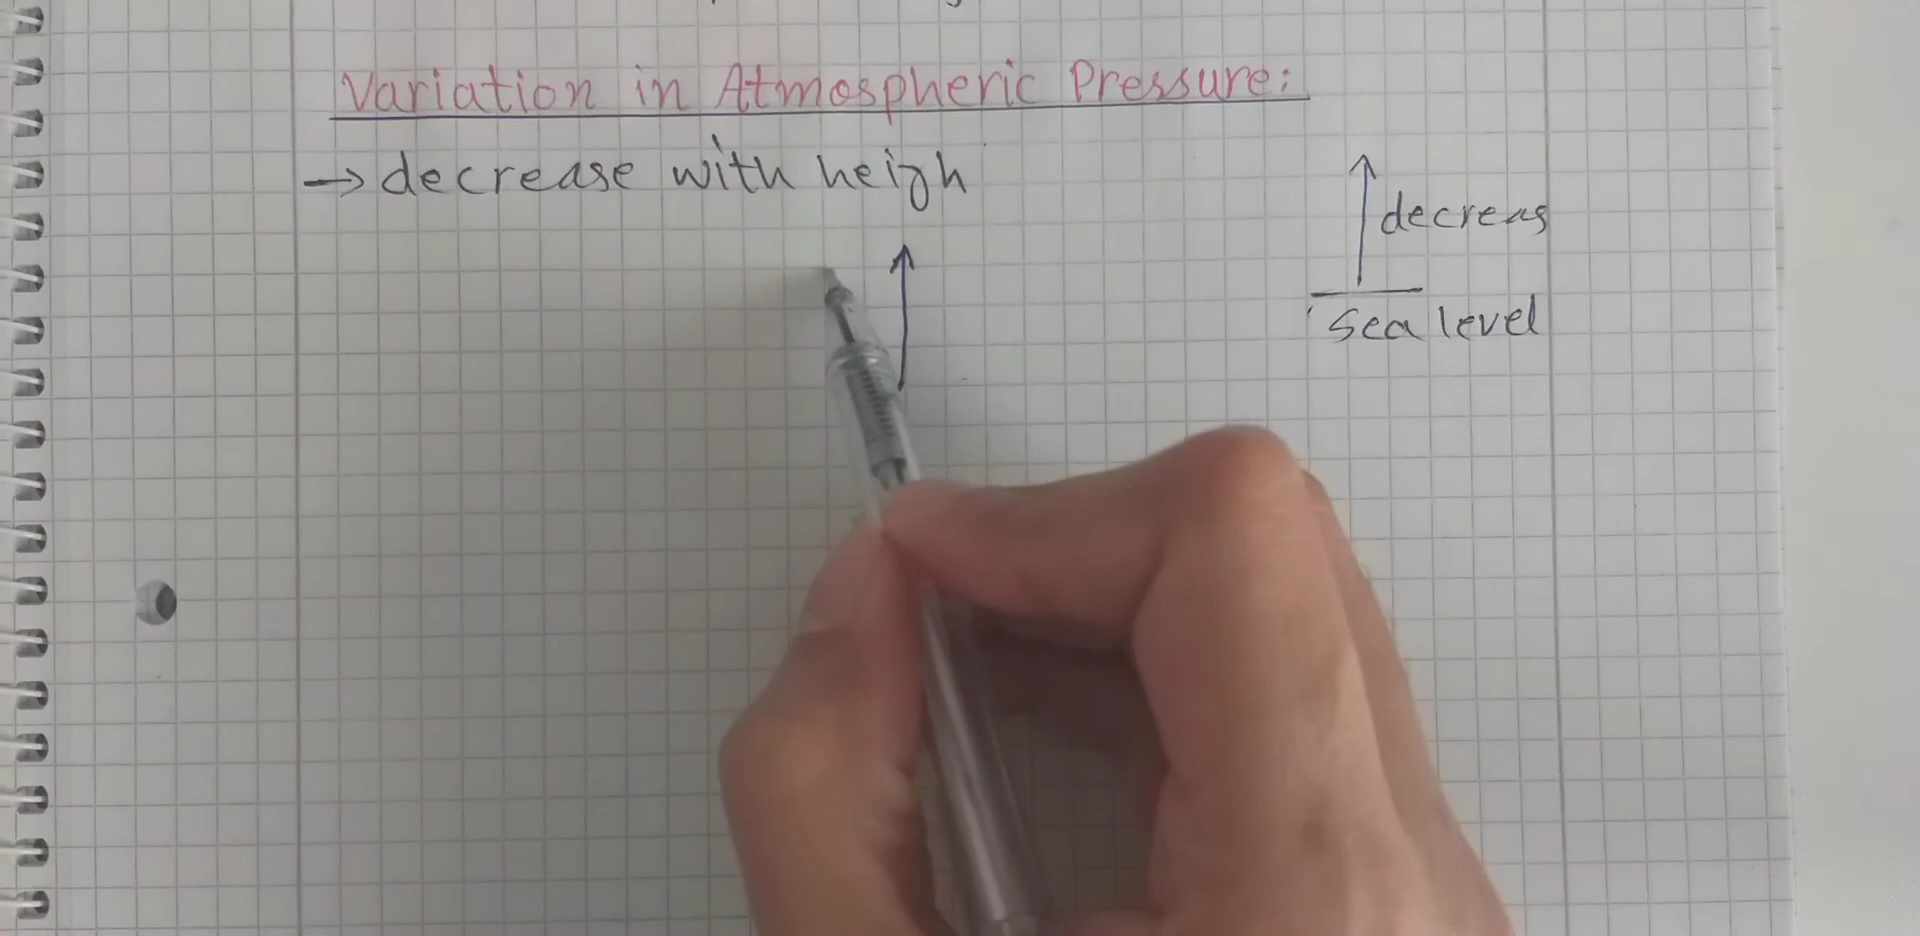 Variation in Atmospheric Pressure:
→ decrease with heigh
decreas
sea level